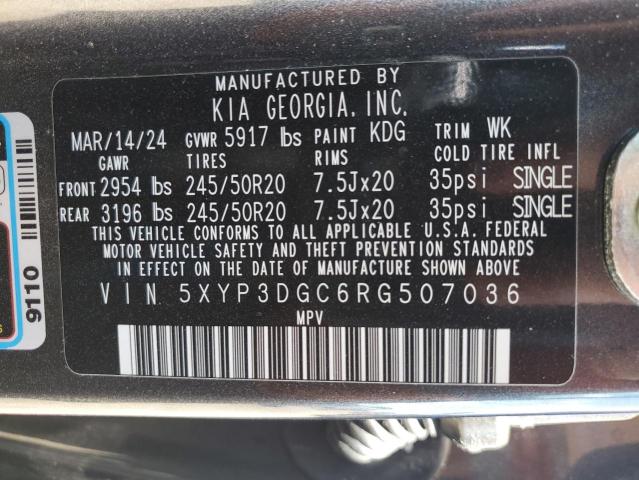 MANUFACTURED BY
KIA GEORGIA, INC.
MAR/14/24 GVWR 5917 lbs PAINT KDG TRIM WK
GAWR TIRES RIMS COLD TIRE INFL
FRONT 2954 lbs 245/50R20 7.5Jx20 35psi SINGLE
REAR 3196 lbs 245/50R20 7.5Jx20 35psi SINGLE
THIS VEHICLE CONFORMS TO ALL APPLICABLE U.S.A. FEDERAL
MOTOR VEHICLE SAFETY AND THEFT PREVENTION STANDARDS
IN EFFECT ON THE DATE OF MANUFACTURE SHOWN ABOVE
VIN 5XYP3DGC6RG507036
MPV
9110